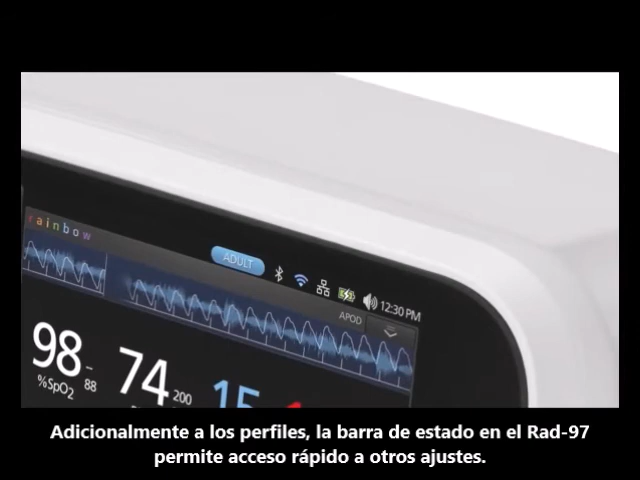 rainbow
ADULT
12:30 PM
APOD
98
88
%SpO2
74
200
15
Adicionalmente a los perfiles, la barra de estado en el Rad-97
permite acceso rápido a otros ajustes.